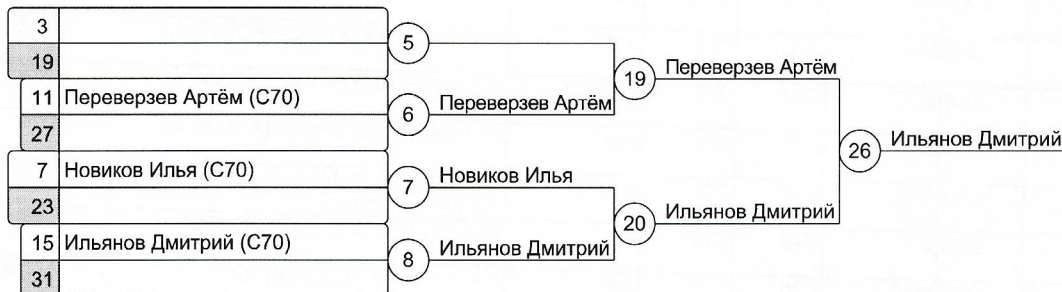 3
5
19
Переверзев Артём
19
11 Переверзев Артём (С70)
6 Переверзев Артём
27
26 Ильянов Дмитрий
7 Новиков Илья (С70)
7 Новиков Илья
23
20 Ильянов Дмитрий
15 Ильянов Дмитрий (С70)
8 Ильянов Дмитрий
31